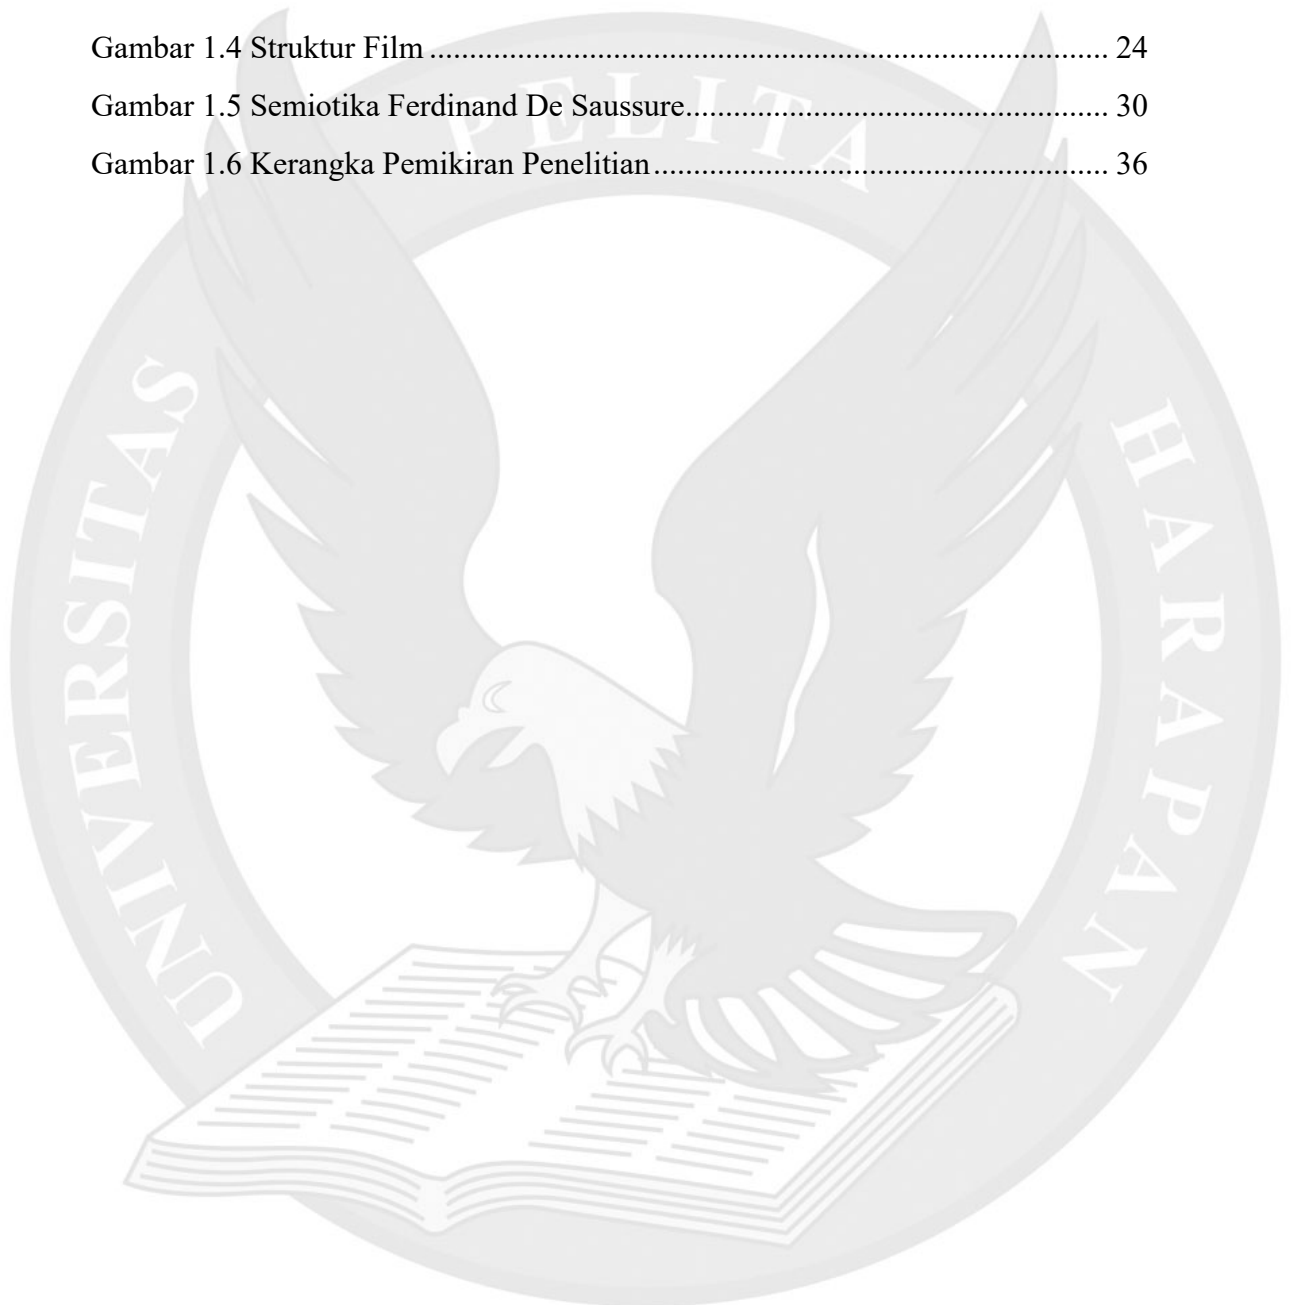 Gambar 1.4 Struktur Film ........................................................................................ 24
Gambar 1.5 Semiotika Ferdinand De Saussure....................................................... 30
Gambar 1.6 Kerangka Pemikiran Penelitian........................................................... 36
UNIVERSITAS PELITA HARAPAN